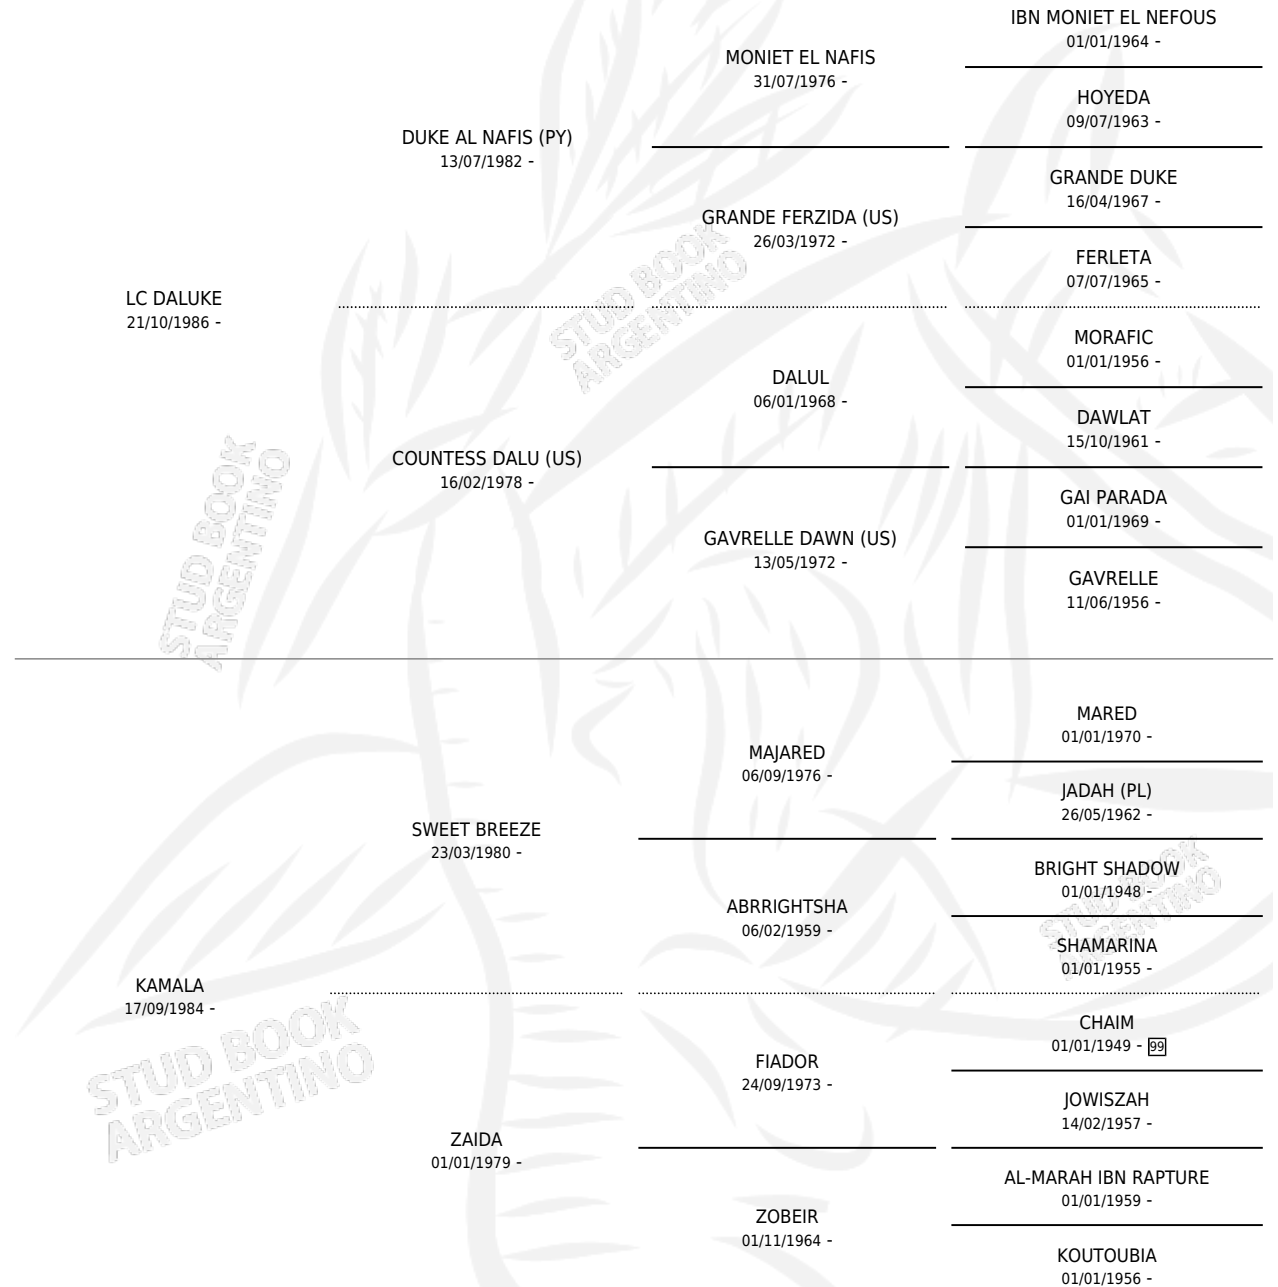 IBN MONIET EL NEFOUS
01/01/1964 -
MONIET EL NAFIS
31/07/1976 -
HOYEDA
09/07/1963 -
DUKE AL NAFIS (PY)
13/07/1982 -
GRANDE DUKE
16/04/1967 -
GRANDE FERZIDA (US)
26/03/1972 -
FERLETA
07/07/1965 -
LC DALUKE
21/10/1986 -
STUD BOOK
ARGENTINO
MORAFIC
01/01/1956 -
DALUL
06/01/1968 -
DAWLAT
15/10/1961 -
COUNTESS DALU (US)
16/02/1978 -
GAI PARADA
01/01/1969 -
GAVRELLE DAWN (US)
13/05/1972 -
GAVRELLE
11/06/1956 -
STUD BOOK
ARGENTINO
MARED
01/01/1970 -
MAJARED
06/09/1976 -
JADAH (PL)
26/05/1962 -
SWEET BREEZE
23/03/1980 -
BRIGHT SHADOW
01/01/1948 -
ABRRIGHTSHA
06/02/1959 -
STUD BOOK
ARGENTINO
SHAMARINA
01/01/1955 -
KAMALA
17/09/1984 -
CHAIM
01/01/1949 - 99
FIADOR
24/09/1973 -
JOWISZAH
14/02/1957 -
STUD BOOK
ARGENTINO
ZAIDA
01/01/1979 -
AL-MARAH IBN RAPTURE
01/01/1959 -
ZOBEIR
01/11/1964 -
KOUTOUBIA
01/01/1956 -